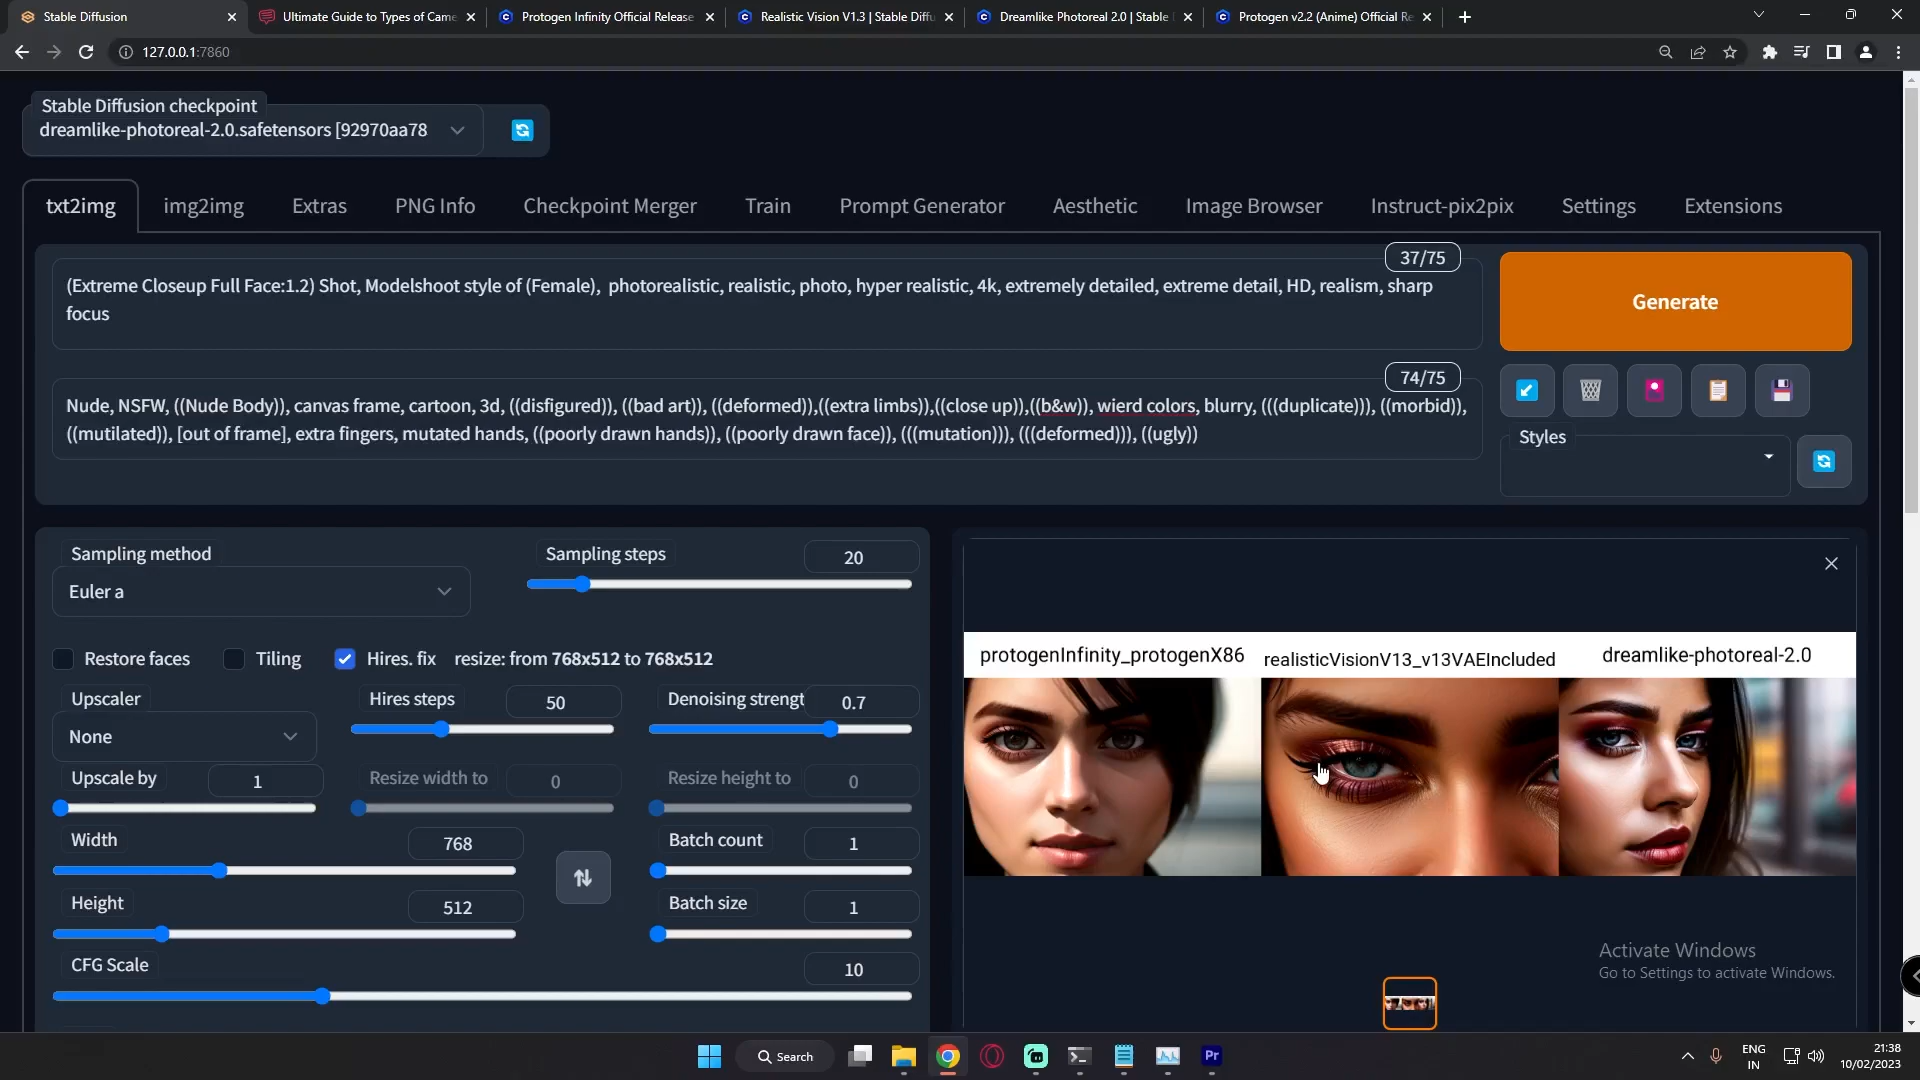 Stable Diffusion
Ultimate Guide to Types of Came
Protogen Infinity Official Release
Realistic Vision V1.3 | Stable Diffu
Dreamlike Photoreal 2.0 | Stable
Protogen v2.2 (Anime) Official Re
127.0.0.1:7860
Stable Diffusion checkpoint
dreamlike-photoreal-2.0.safetensors [92970aa78
txt2img
img2img
Extras
PNG Info
Checkpoint Merger
Train
Prompt Generator
Aesthetic
Image Browser
Instruct-pix2pix
Settings
Extensions
37/75
(Extreme Closeup Full Face:1.2) Shot, Modelshoot style of (Female),  photorealistic, realistic, photo, hyper realistic, 4k, extremely detailed, extreme detail, HD, realism, sharp
focus
Generate
74/75
Nude, NSFW, ((Nude Body)), canvas frame, cartoon, 3d, ((disfigured)), ((bad art)), ((deformed)),((extra limbs)),((close up)),((b&w)), wierd colors, blurry, (((duplicate))), ((morbid)),
((mutilated)), [out of frame], extra fingers, mutated hands, ((poorly drawn hands)), ((poorly drawn face)), (((mutation))), (((deformed))), ((ugly))
Styles
Sampling method
Euler a
Sampling steps
20
Restore faces
Tiling
Hires. fix
resize: from 768x512 to 768x512
Upscaler
None
Hires steps
50
Denoising strengt
0.7
Upscale by
1
Resize width to
0
Resize height to
0
Width
768
Batch count
1
Height
512
Batch size
1
CFG Scale
10
protogenInfinity_protogenX86
realisticVisionV13_v13VAEIncluded
dreamlike-photoreal-2.0
Activate Windows
Go to Settings to activate Windows.
Search
Pr
ENG
IN
21:38
10/02/2023